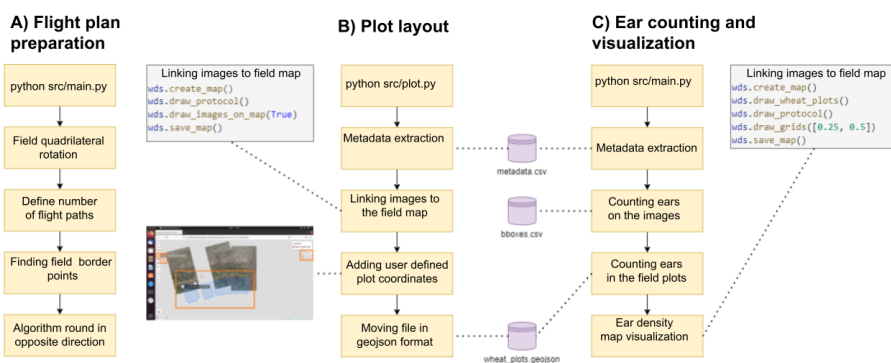 A) Flight plan
preparation
python src/main.py
Field quadrilateral
rotation
Define number
of flight paths
Finding field border
points
Algorithm round in
opposite direction
Linking images to field map
wds.create_map()
wds.draw_protocol()
wds.draw_images_on_map(True)
wds.save_map()
B) Plot layout
python src/plot.py
Metadata extraction
Linking images to
the field map
Adding user defined
plot coordinates
Moving file in
geojson format
metadata.csv
bboxes.csv
wheat_plots.geojson
C) Ear counting and
visualization
python src/main.py
Metadata extraction
Counting ears
on the images
Counting ears
in the field plots
Ear density
map visualization
Linking images to field map
wds.create_map()
wds.draw_wheat_plots()
wds.draw_protocol()
wds.draw_grids([0.25, 0.5])
wds.save_map()